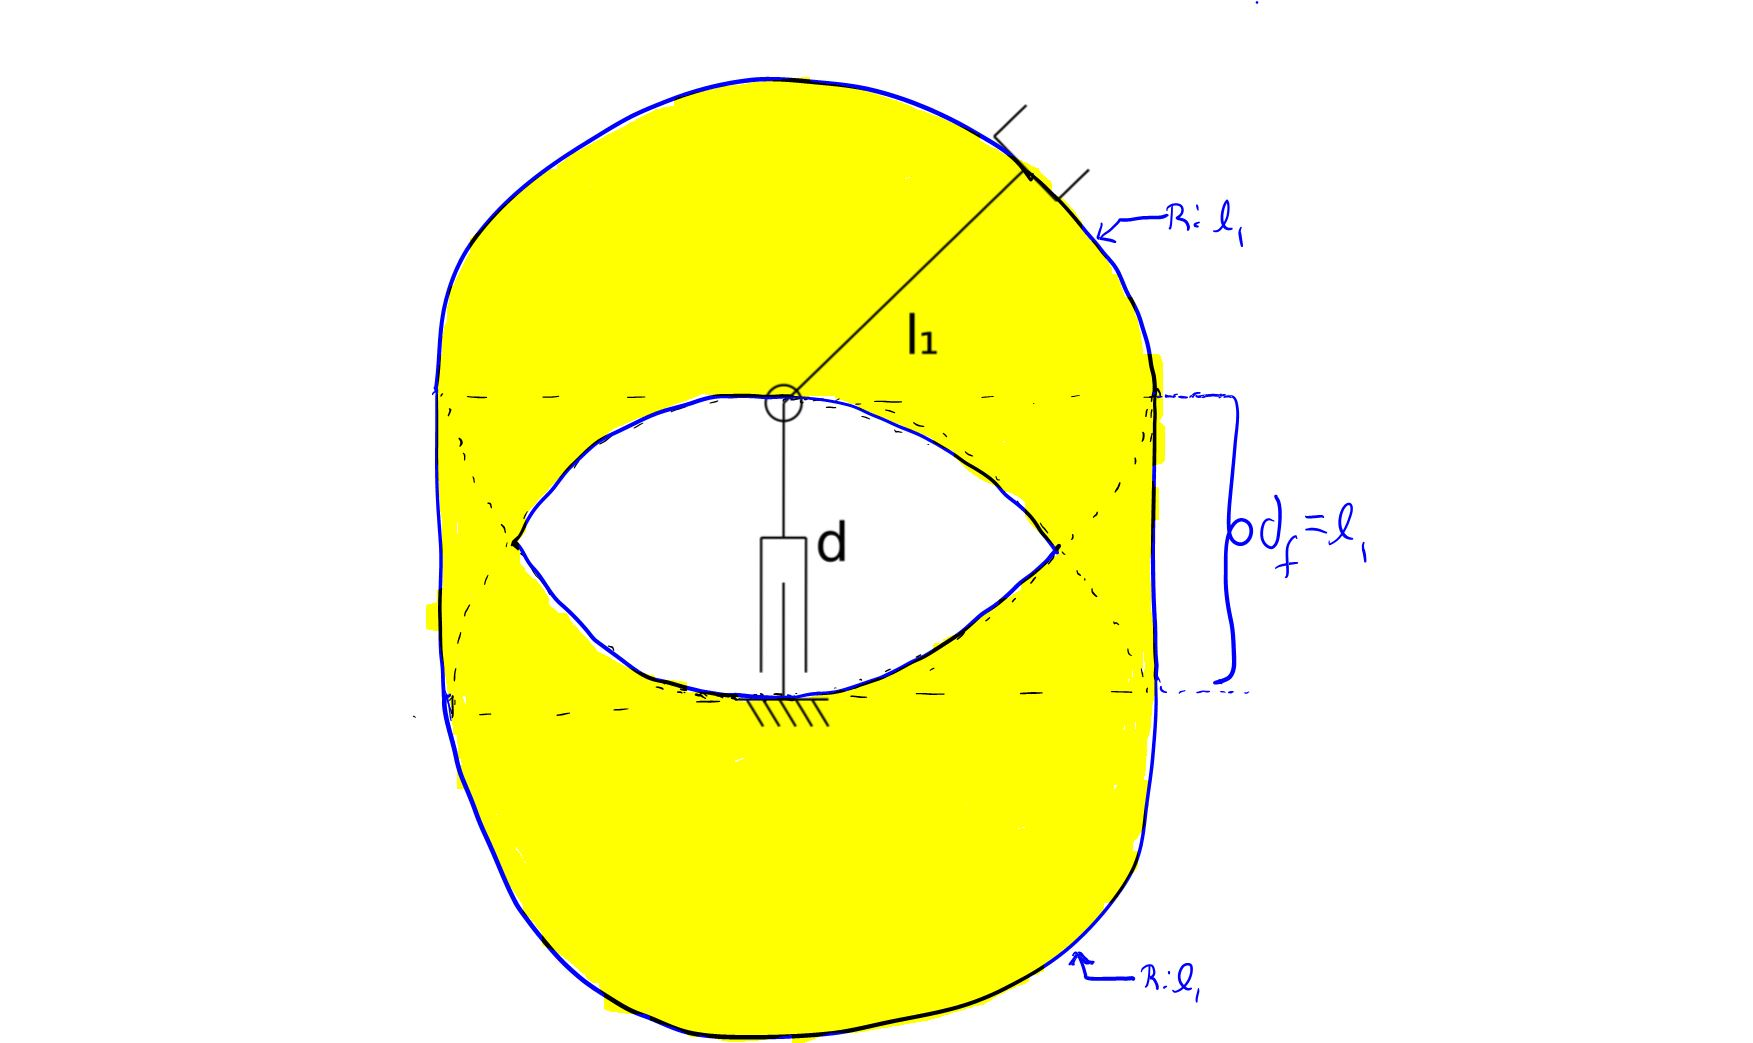 R: l₁
l₁
d
d_f = l₁
R: l₁